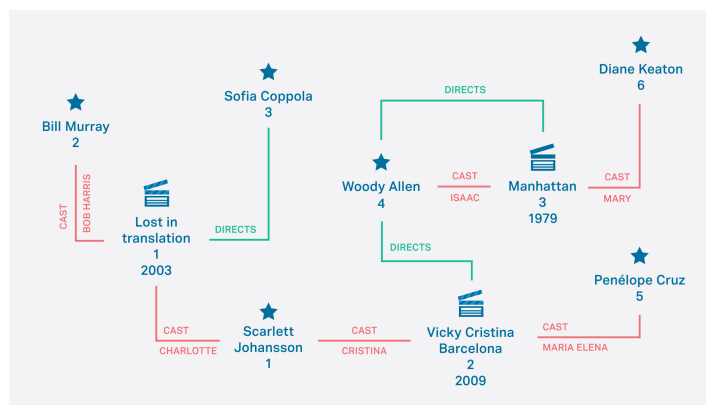 Diane Keaton
6
Sofia Coppola
3
DIRECTS
Bill Murray
2
CAST
BOB HARRIS
Woody Allen
4
CAST
ISAAC
Manhattan
3
1979
CAST
MARY
Lost in
translation
1
2003
DIRECTS
DIRECTS
Penélope Cruz
5
CAST
CHARLOTTE
Scarlett
Johansson
1
CAST
CRISTINA
Vicky Cristina
Barcelona
2
2009
CAST
MARIA ELENA